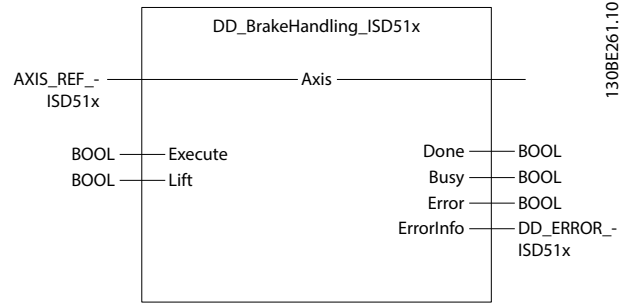 DD_BrakeHandling_ISD51x
130BE261.10
AXIS_REF_-
ISD51x
Axis
BOOL
Execute
Done
BOOL
BOOL
Lift
Busy
BOOL
Error
BOOL
ErrorInfo
DD_ERROR_-
ISD51x